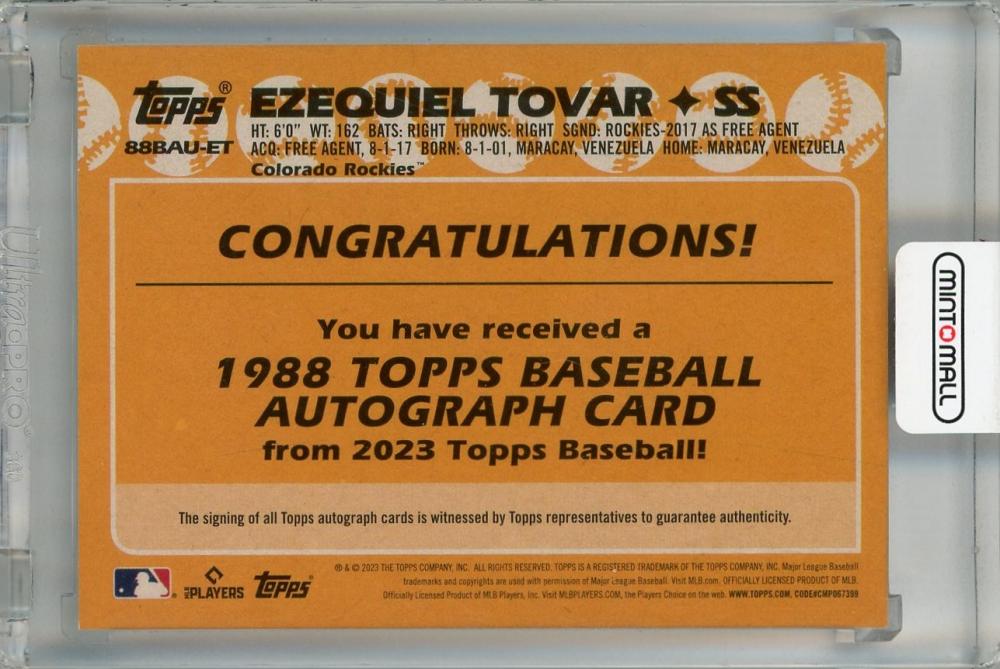 topps®
EZEQUIEL TOVAR ✦ SS
88BAU-ET
HT: 6'0" WT: 162 BATS: RIGHT THROWS: RIGHT SGND: ROCKIES-2017 AS FREE AGENT
ACQ: FREE AGENT, 8-1-17 BORN: 8-1-01, MARACAY, VENEZUELA HOME: MARACAY, VENEZUELA
Colorado Rockies™
CONGRATULATIONS!
You have received a
1988 TOPPS BASEBALL
AUTOGRAPH CARD
from 2023 Topps Baseball!
The signing of all Topps autograph cards is witnessed by Topps representatives to guarantee authenticity.
MLB PLAYERS
topps®
® & © 2023 THE TOPPS COMPANY, INC. ALL RIGHTS RESERVED. TOPPS IS A REGISTERED TRADEMARK OF THE TOPPS COMPANY, INC. Major League Baseball
trademarks and copyrights are used with permission of Major League Baseball. Visit MLB.com. OFFICIALLY LICENSED PRODUCT OF MLB.
Officially Licensed Product of MLB Players, Inc. Visit MLBPLAYERS.COM, the Players Choice on the web. WWW.TOPPS.COM, CODE#CMP067399
MINTOMALL
UltraPRO